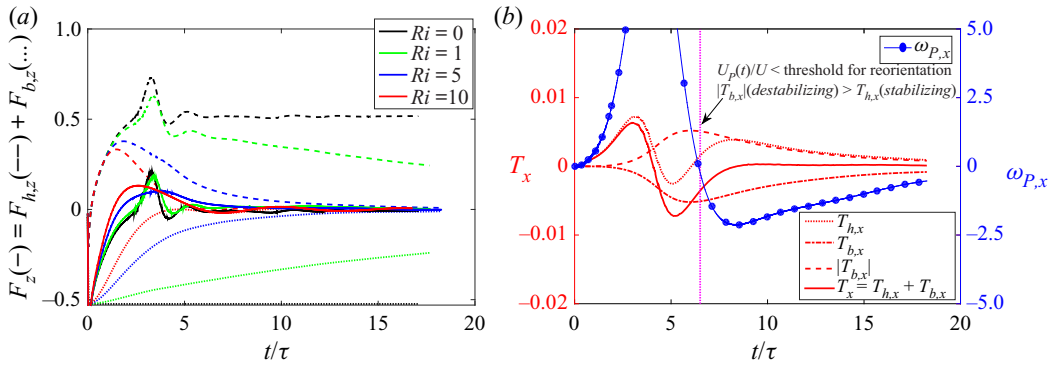 (a)
F_z(−) = F_{h,z}(−−) + F_{b,z}(...)
1.0
0.5
0
−0.5
0
5
10
15
20
t/τ
Ri = 0
Ri = 1
Ri = 5
Ri = 10
(b)
T_x
0.02
0.01
0
−0.01
−0.02
0
5
10
15
20
t/τ
5.0
2.5
0
−2.5
5.0
ω_{P,x}
ω_{P,x}
U_P(t)/U < threshold for reorientation
|T_{b,x}|(destabilizing) > T_{h,x}(stabilizing)
T_{h,x}
T_{b,x}
|T_{b,x}|
T_x = T_{h,x} + T_{b,x}